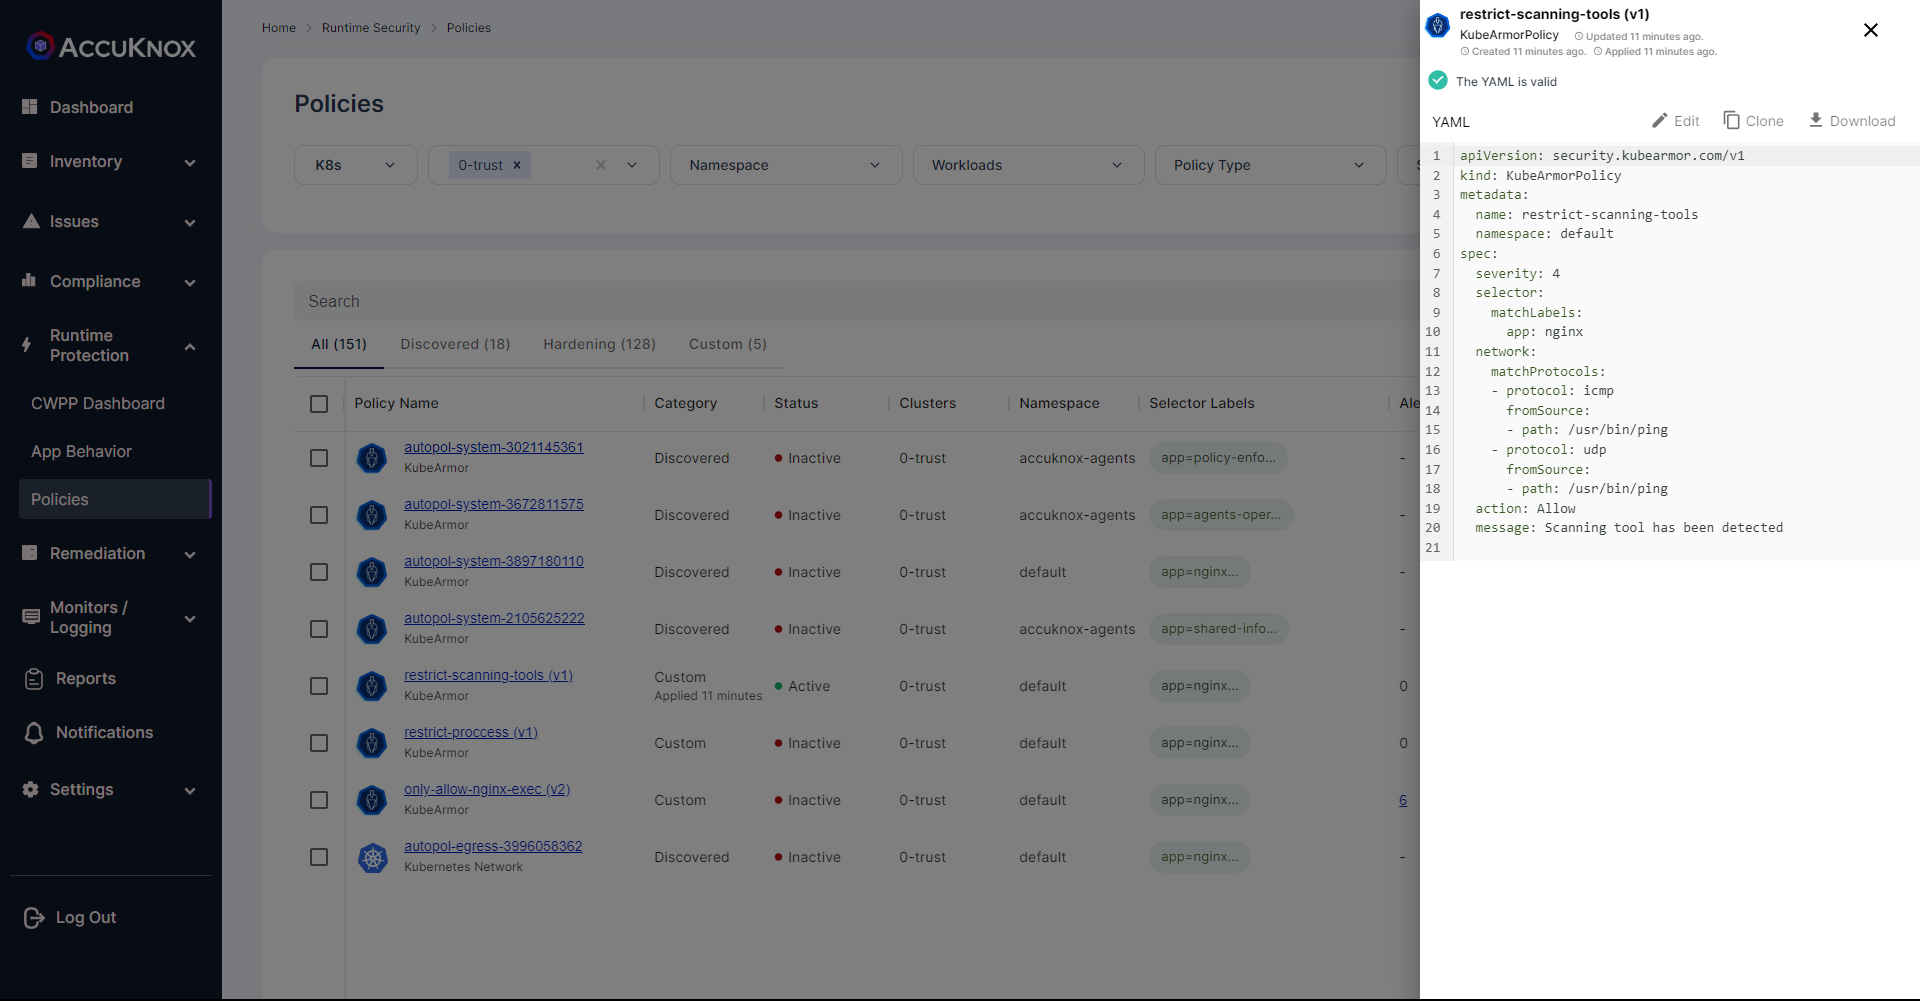 ACCUKNOX
Dashboard
Inventory
Issues
Compliance
Runtime
Protection
CWPP Dashboard
App Behavior
Policies
Remediation
Monitors /
Logging
Reports
Notifications
Settings
Log Out
Home > Runtime Security > Policies
Policies
K8s
0-trust ×
Namespace
Workloads
Policy Type
S
Search
All (151)
Discovered (18)
Hardening (128)
Custom (5)
Policy Name Category Status Clusters Namespace Selector Labels Ale
autopol-system-3021145361
KubeArmor
Discovered Inactive 0-trust accuknox-agents app=policy-enfo... -
autopol-system-3672811575
KubeArmor
Discovered Inactive 0-trust accuknox-agents app=agents-oper... -
autopol-system-3897180110
KubeArmor
Discovered Inactive 0-trust default app=nginx... -
autopol-system-2105625222
KubeArmor
Discovered Inactive 0-trust accuknox-agents app=shared-info... -
restrict-scanning-tools (v1)
KubeArmor
Custom
Applied 11 minutes
Active 0-trust default app=nginx... 0
restrict-proccess (v1)
KubeArmor
Custom Inactive 0-trust default app=nginx... 0
only-allow-nginx-exec (v2)
KubeArmor
Custom Inactive 0-trust default app=nginx... 6
autopol-egress-3996058362
Kubernetes Network
Discovered Inactive 0-trust default app=nginx... -
restrict-scanning-tools (v1)
KubeArmorPolicy Updated 11 minutes ago.
Created 11 minutes ago. Applied 11 minutes ago.
The YAML is valid
YAML Edit Clone Download
1 apiVersion: security.kubearmor.com/v1
2 kind: KubeArmorPolicy
3 metadata:
4 name: restrict-scanning-tools
5 namespace: default
6 spec:
7 severity: 4
8 selector:
9 matchLabels:
10 app: nginx
11 network:
12 matchProtocols:
13 - protocol: icmp
14 fromSource:
15 - path: /usr/bin/ping
16 - protocol: udp
17 fromSource:
18 - path: /usr/bin/ping
19 action: Allow
20 message: Scanning tool has been detected
21